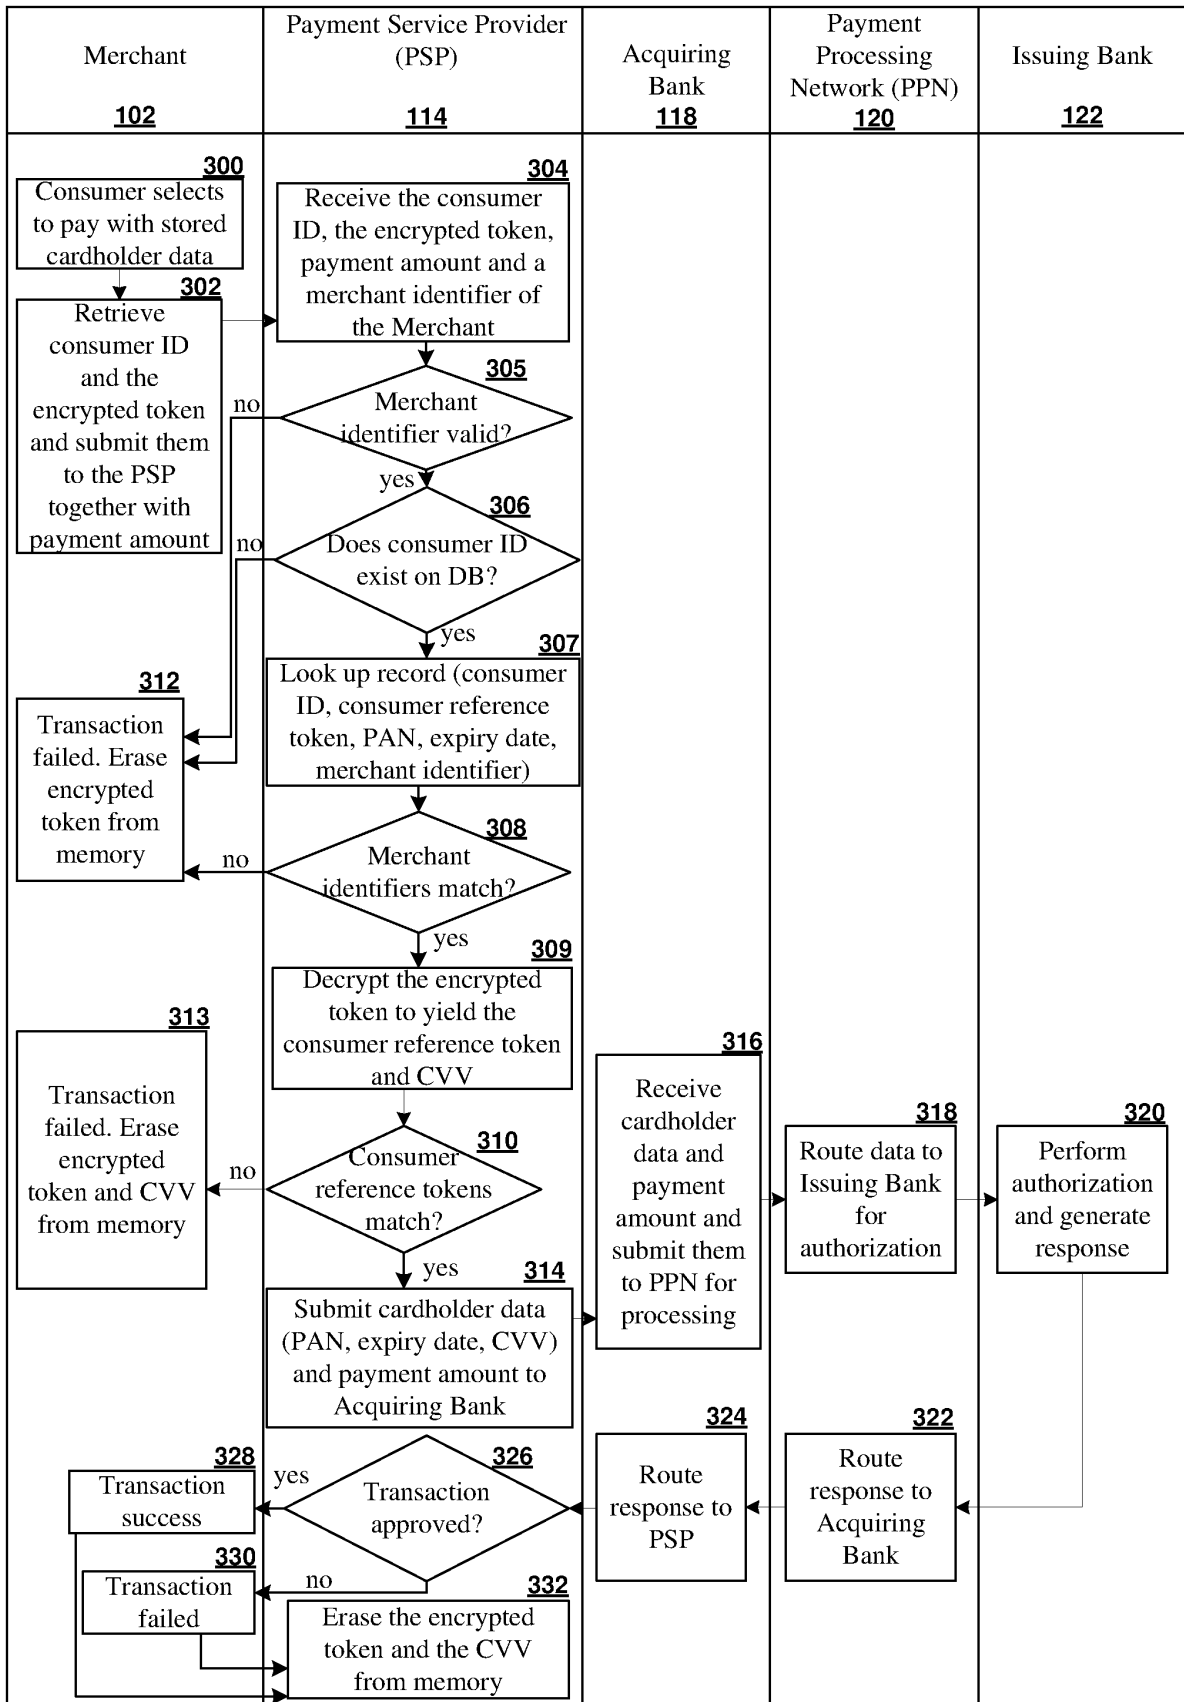 Merchant
102
Payment Service Provider
(PSP)
114
Acquiring
Bank
118
Payment
Processing
Network (PPN)
120
Issuing Bank
122
300
Consumer selects
to pay with stored
cardholder data
302
Retrieve
consumer ID
and the
encrypted token
and submit them
to the PSP
together with
payment amount
304
Receive the consumer
ID, the encrypted token,
payment amount and a
merchant identifier of
the Merchant
305
Merchant
identifier valid?
no
yes
306
Does consumer ID
exist on DB?
no
yes
307
Look up record (consumer
ID, consumer reference
token, PAN, expiry date,
merchant identifier)
312
Transaction
failed. Erase
encrypted
token from
memory
308
Merchant
identifiers match?
no
yes
309
Decrypt the encrypted
token to yield the
consumer reference token
and CVV
313
Transaction
failed. Erase
encrypted
token and CVV
from memory
310
Consumer
reference tokens
match?
no
yes
314
Submit cardholder data
(PAN, expiry date, CVV)
and payment amount to
Acquiring Bank
316
Receive
cardholder
data and
payment
amount and
submit them
to PPN for
processing
318
Route data to
Issuing Bank
for
authorization
320
Perform
authorization
and generate
response
322
Route
response to
Acquiring
Bank
324
Route
response to
PSP
326
Transaction
approved?
yes
no
328
Transaction
success
330
Transaction
failed
332
Erase the encrypted
token and the CVV
from memory